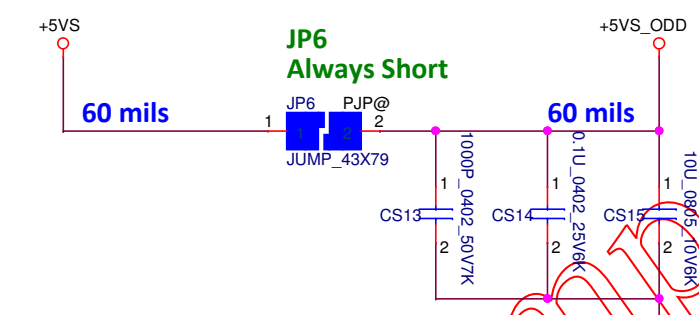 +5VS
+5VS_ODD
JP6
Always Short
60 mils
JP6
PJP@
60 mils
1
1
2
2
JUMP_43X79
1000P_0402_50V7K
0.1U_0402_25V6K
10U_0805_10V6K
1
1
1
CS13
CS14
CS15
2
2
2